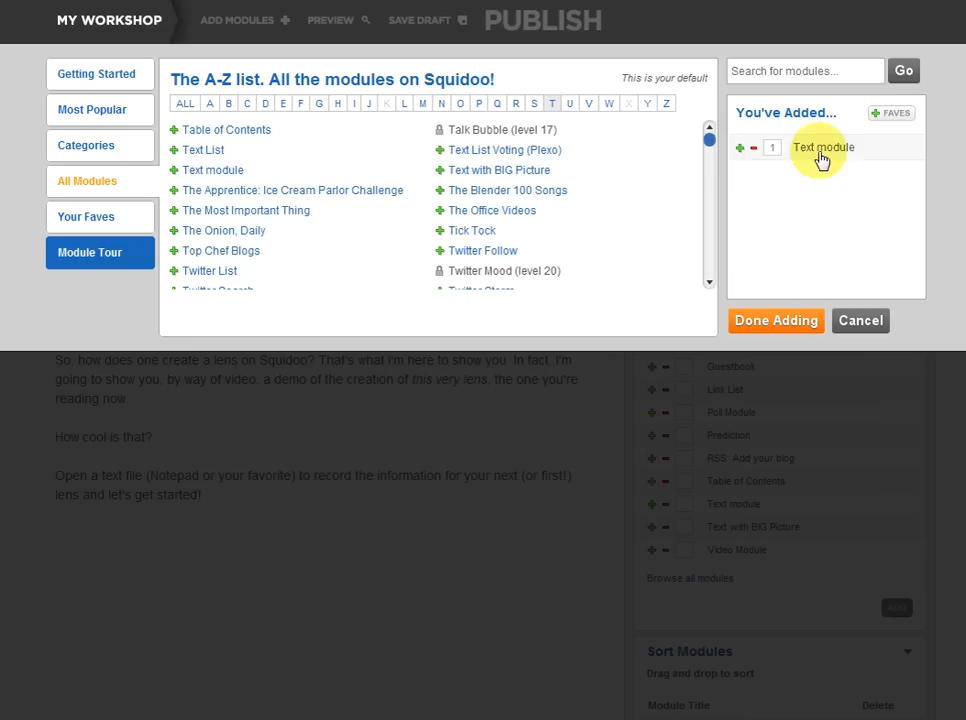 MY WORKSHOP ADD MODULES PREVIEW SAVE DRAFT PUBLISH
Getting Started
Most Popular
Categories
All Modules
Your Faves
Module Tour
The A-Z list. All the modules on Squidoo! This is your default
ALL A B C D E F G H I J K L M N O P Q R S T U V W X Y Z
Table of Contents Talk Bubble (level 17)
Text List Text List Voting (Plexo)
Text module Text with BIG Picture
The Apprentice: Ice Cream Parlor Challenge The Blender 100 Songs
The Most Important Thing The Office Videos
The Onion, Daily Tick Tock
Top Chef Blogs Twitter Follow
Twitter List Twitter Mood (level 20)
Twitter Search Twitter Storm
Search for modules... Go
You've Added... FAVES
1 Text module
Done Adding Cancel
So, how does one create a lens on Squidoo? That's what I'm here to show you. In fact, I'm
going to show you, by way of video, a demo of the creation of this very lens, the one you're
reading now.
How cool is that?
Open a text file (Notepad or your favorite) to record the information for your next (or first!)
lens and let's get started!
Guestbook
Link List
Poll Module
Prediction
RSS: Add your blog
Table of Contents
Text module
Text with BIG Picture
Video Module
Browse all modules
ADD
Sort Modules
Drag and drop to sort
Module Title Delete